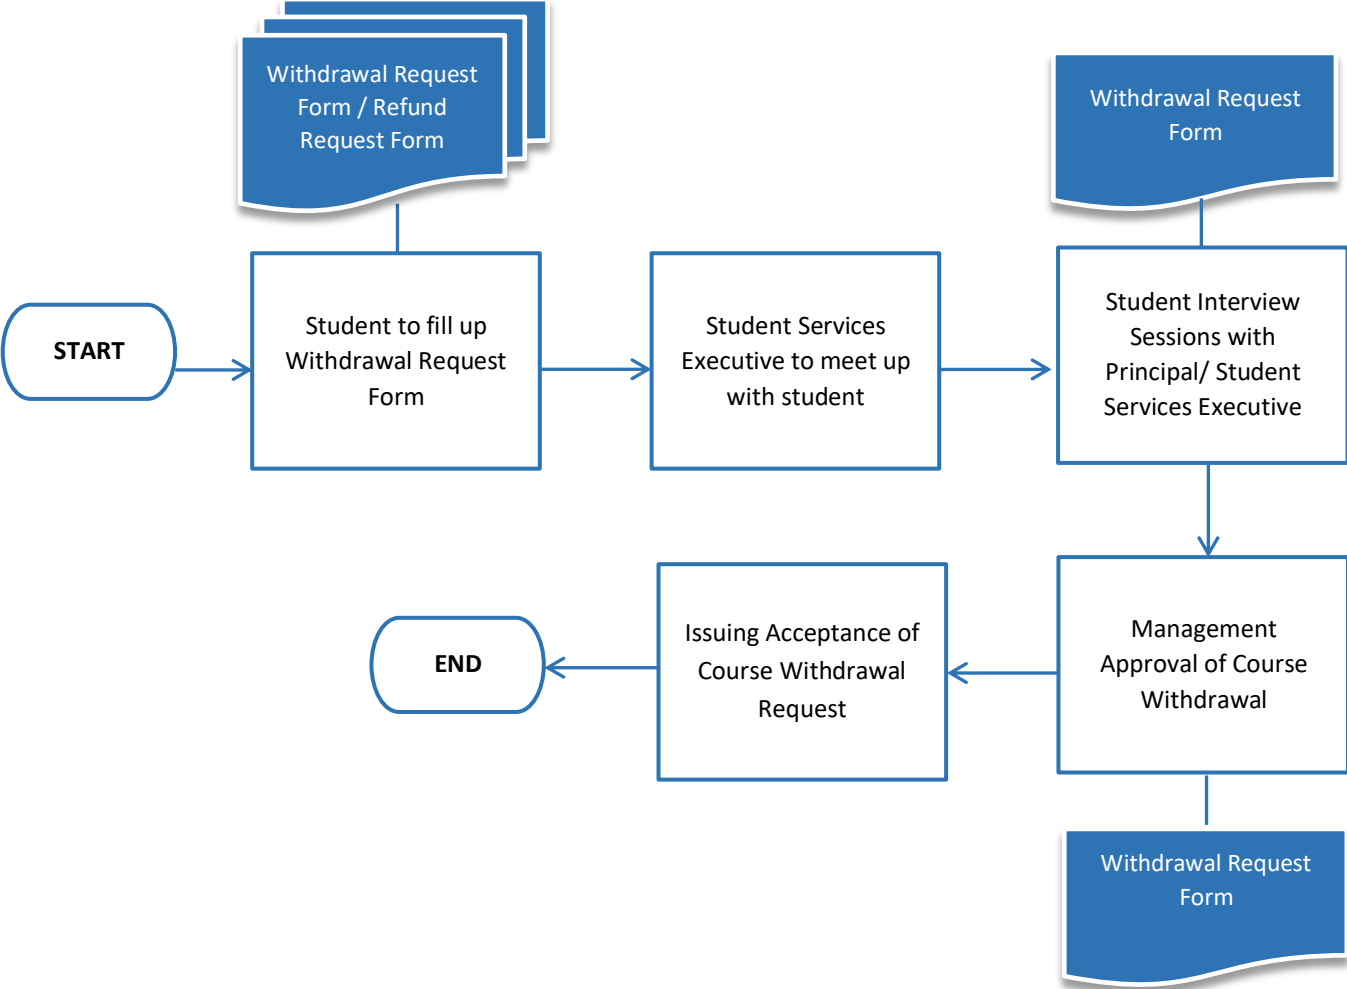 Withdrawal Request
Form / Refund
Request Form
Withdrawal Request
Form
START
Student to fill up
Withdrawal Request
Form
Student Services
Executive to meet up
with student
Student Interview
Sessions with
Principal/ Student
Services Executive
Management
Approval of Course
Withdrawal
Issuing Acceptance of
Course Withdrawal
Request
END
Withdrawal Request
Form